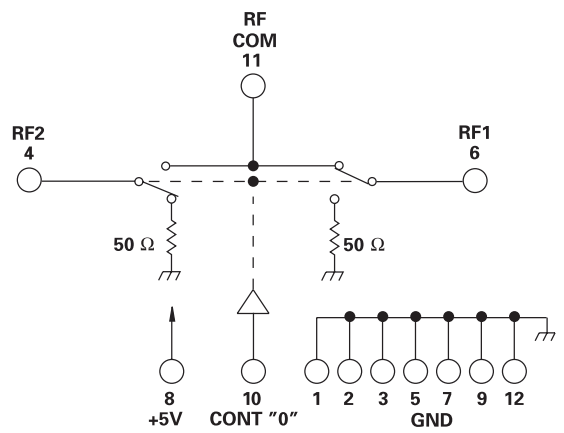 RF
COM
11
RF2
4
RF1
6
50 Ω
50 Ω
8
+5V
10
CONT "0"
1 2 3 5 7 9 12
GND